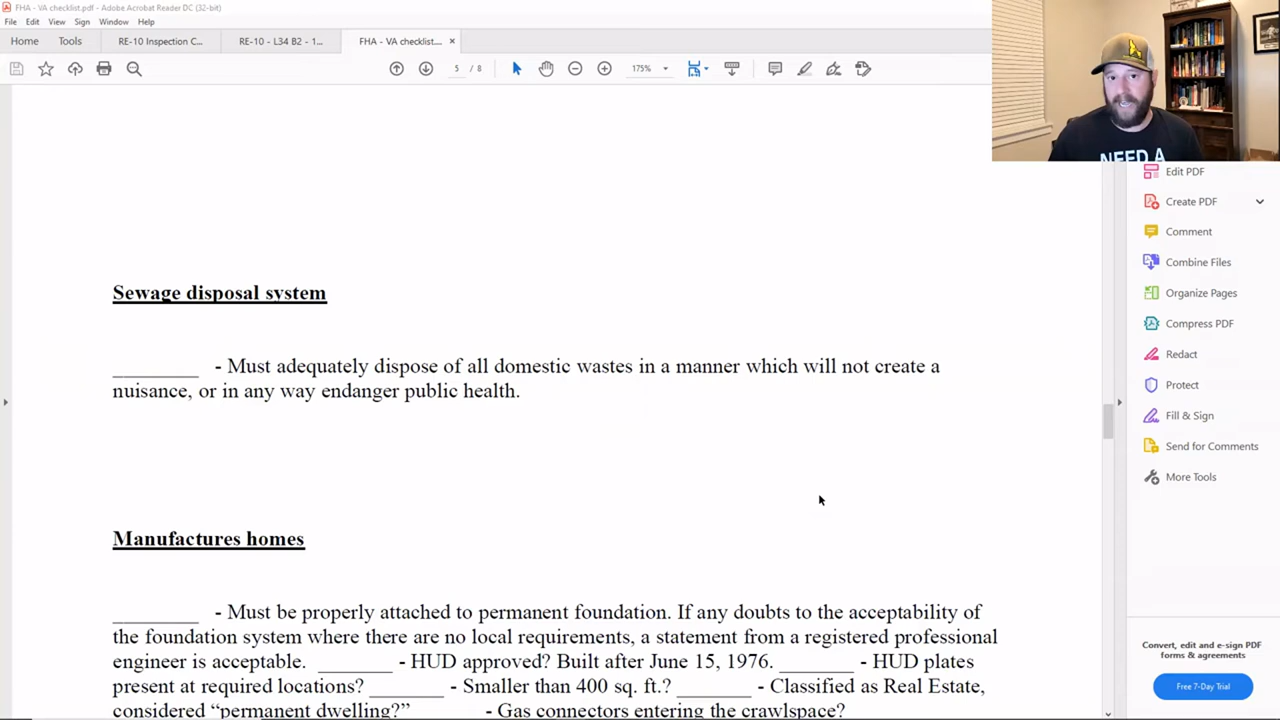 FHA - VA checklist.pdf - Adobe Acrobat Reader DC (32-bit)
File Edit View Sign Window Help
Home Tools RE-10 Inspection C... RE-10 - L34 B2 - 1... FHA - VA checklist....
5 / 8 175%
NEED A
Edit PDF
Create PDF
Comment
Combine Files
Organize Pages
Compress PDF
Redact
Protect
Fill & Sign
Send for Comments
More Tools
Convert, edit and e-sign PDF
forms & agreements
Free 7-Day Trial
Sewage disposal system
________ - Must adequately dispose of all domestic wastes in a manner which will not create a
nuisance, or in any way endanger public health.
Manufactures homes
________ - Must be properly attached to permanent foundation. If any doubts to the acceptability of
the foundation system where there are no local requirements, a statement from a registered professional
engineer is acceptable. _______ - HUD approved? Built after June 15, 1976. _______ - HUD plates
present at required locations? _______ - Smaller than 400 sq. ft.? _______ - Classified as Real Estate,
considered “permanent dwelling?” _______ - Gas connectors entering the crawlspace?